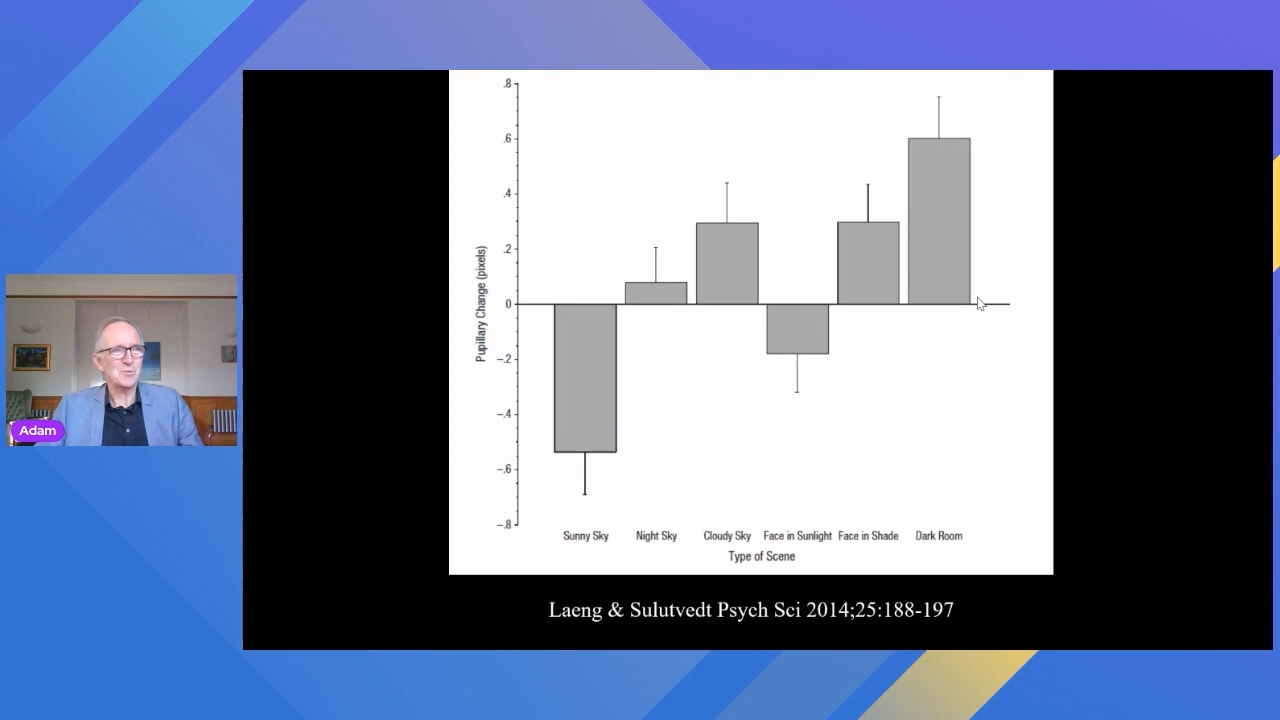 .8
.6
.4
.2
0
–.2
–.4
–.6
–.8
Pupillary Change (pixels)
Sunny Sky Night Sky Cloudy Sky Face in Sunlight Face in Shade Dark Room
Type of Scene
Adam
Laeng & Sulutvedt Psych Sci 2014;25:188-197